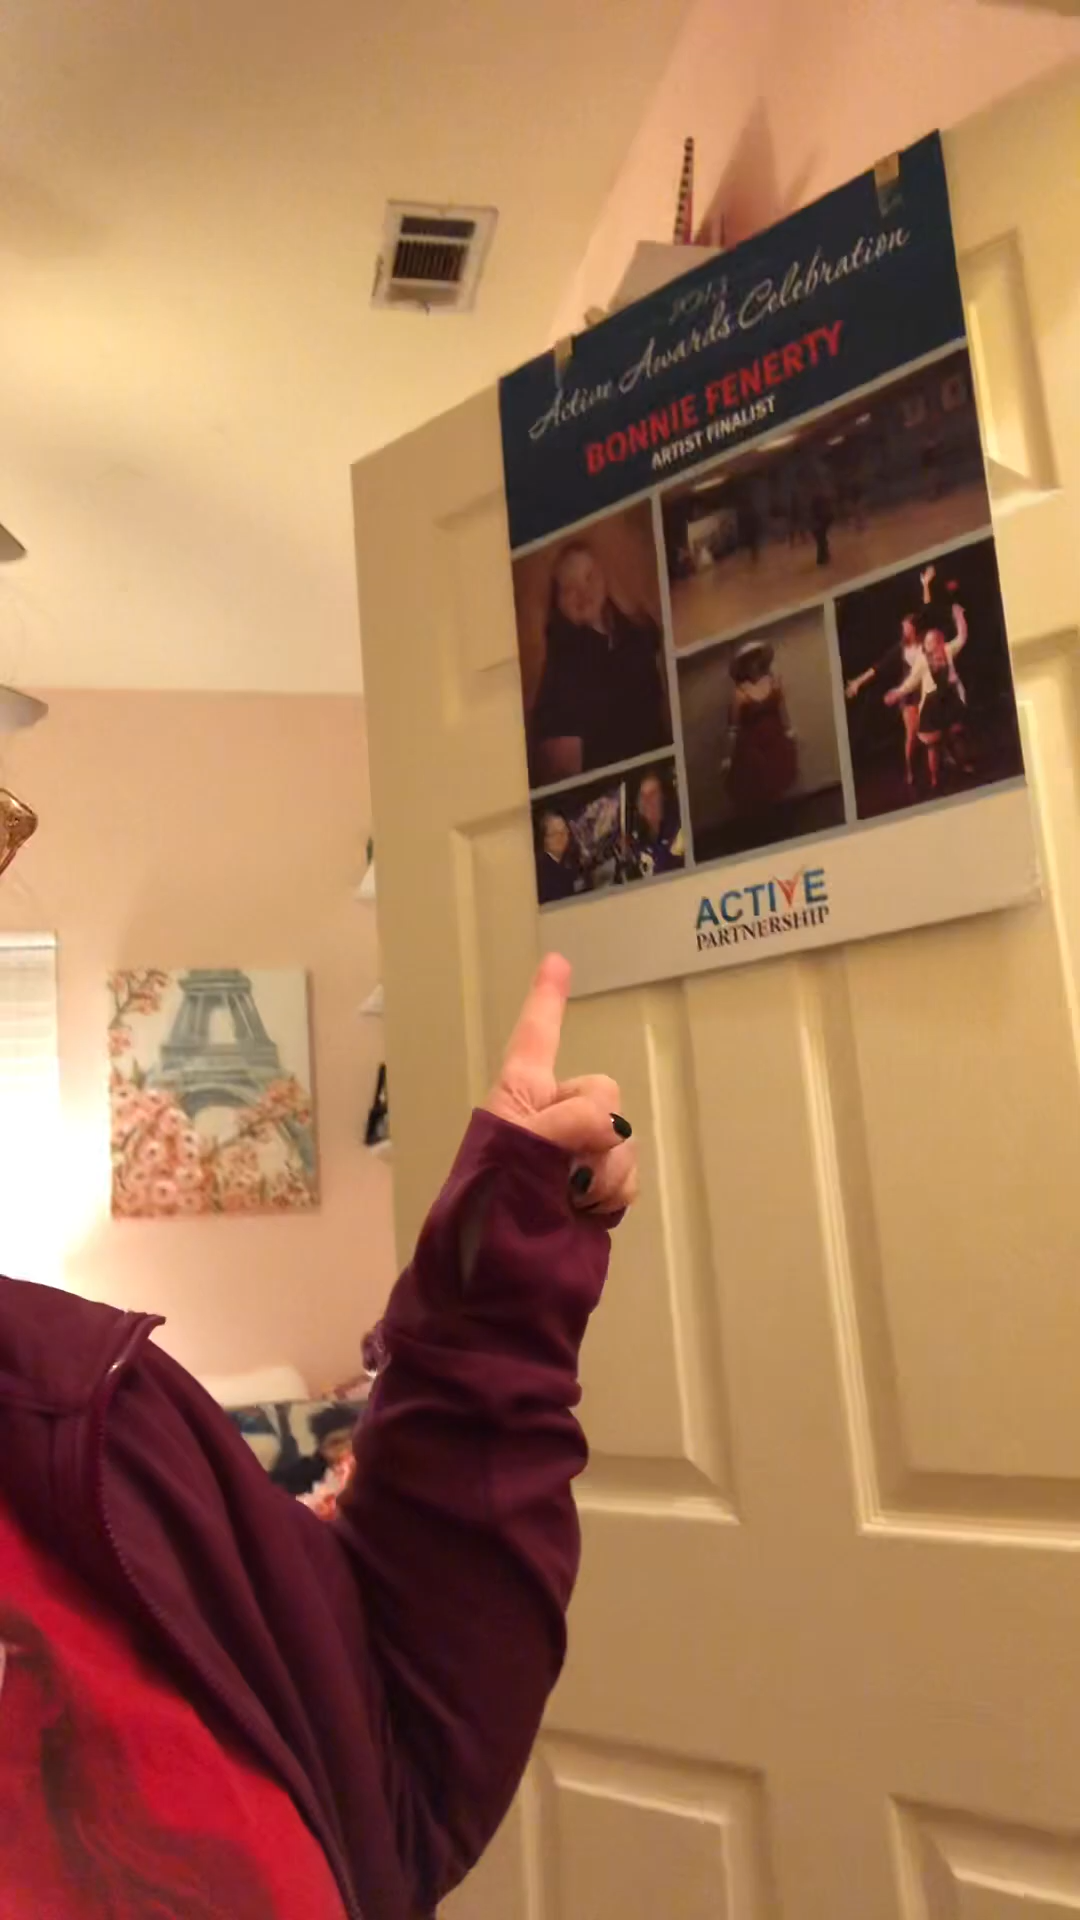 2013
Active Awards Celebration
BONNIE FENERTY
ARTIST FINALIST
ACTIVE
PARTNERSHIP